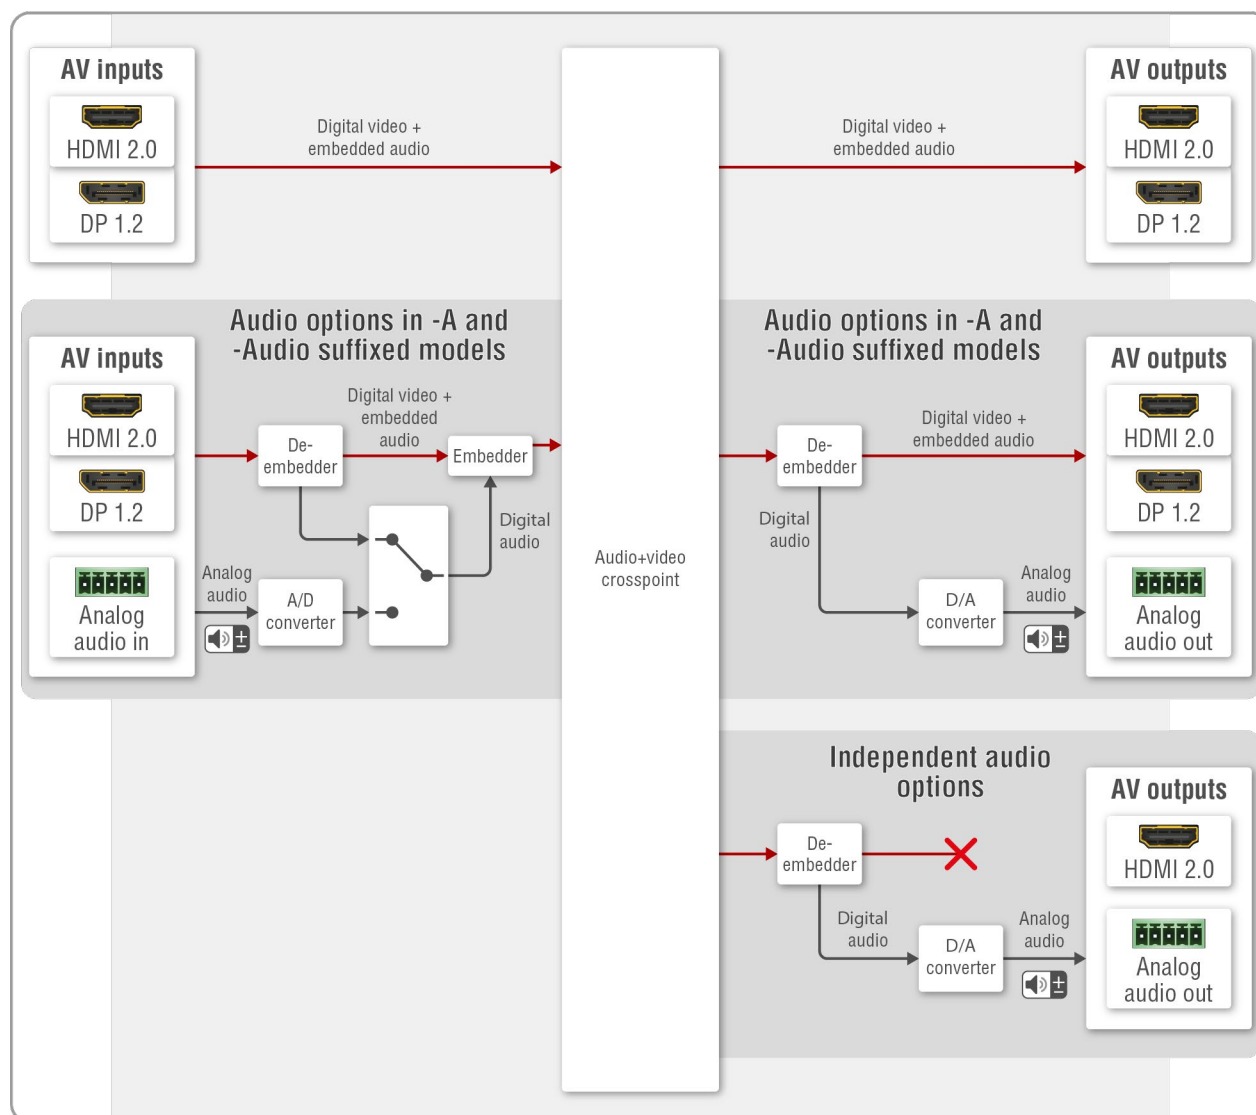 AV inputs
HDMI 2.0
DP 1.2
Digital video +
embedded audio
Digital video +
embedded audio
AV outputs
HDMI 2.0
DP 1.2
Audio options in -A and
-Audio suffixed models
AV inputs
HDMI 2.0
DP 1.2
Analog
audio in
De-
embedder
Digital video +
embedded
audio
Embedder
Digital
audio
Analog
audio
A/D
converter
Audio+video
crosspoint
Audio options in -A and
-Audio suffixed models
De-
embedder
Digital video +
embedded audio
Digital
audio
D/A
converter
Analog
audio
AV outputs
HDMI 2.0
DP 1.2
Analog
audio out
Independent audio
options
De-
embedder
Digital
audio
D/A
converter
Analog
audio
AV outputs
HDMI 2.0
Analog
audio out